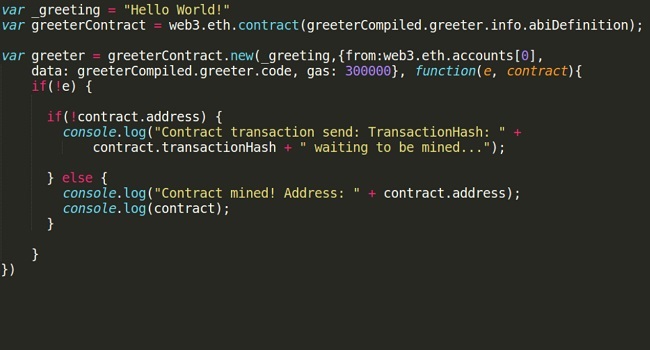 var _greeting = "Hello World!"
var greeterContract = web3.eth.contract(greeterCompiled.greeter.info.abiDefinition);
var greeter = greeterContract.new(_greeting,{from:web3.eth.accounts[0],
data: greeterCompiled.greeter.code, gas: 300000}, function(e, contract){
if(!e) {
if(!contract.address) {
console.log("Contract transaction send: TransactionHash: " +
contract.transactionHash + " waiting to be mined...");
} else {
console.log("Contract mined! Address: " + contract.address);
console.log(contract);
}
}
})